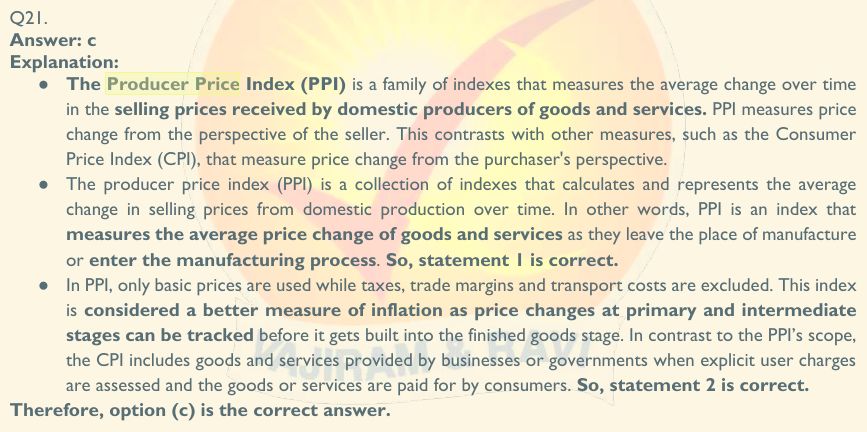 Q21.
Answer: c
Explanation:
● The Producer Price Index (PPI) is a family of indexes that measures the average change over time
in the selling prices received by domestic producers of goods and services. PPI measures price
change from the perspective of the seller. This contrasts with other measures, such as the Consumer
Price Index (CPI), that measure price change from the purchaser's perspective.
● The producer price index (PPI) is a collection of indexes that calculates and represents the average
change in selling prices from domestic production over time. In other words, PPI is an index that
measures the average price change of goods and services as they leave the place of manufacture
or enter the manufacturing process. So, statement 1 is correct.
● In PPI, only basic prices are used while taxes, trade margins and transport costs are excluded. This index
is considered a better measure of inflation as price changes at primary and intermediate
stages can be tracked before it gets built into the finished goods stage. In contrast to the PPI's scope,
the CPI includes goods and services provided by businesses or governments when explicit user charges
are assessed and the goods or services are paid for by consumers. So, statement 2 is correct.
Therefore, option (c) is the correct answer.
VAJIRAM & RAVI